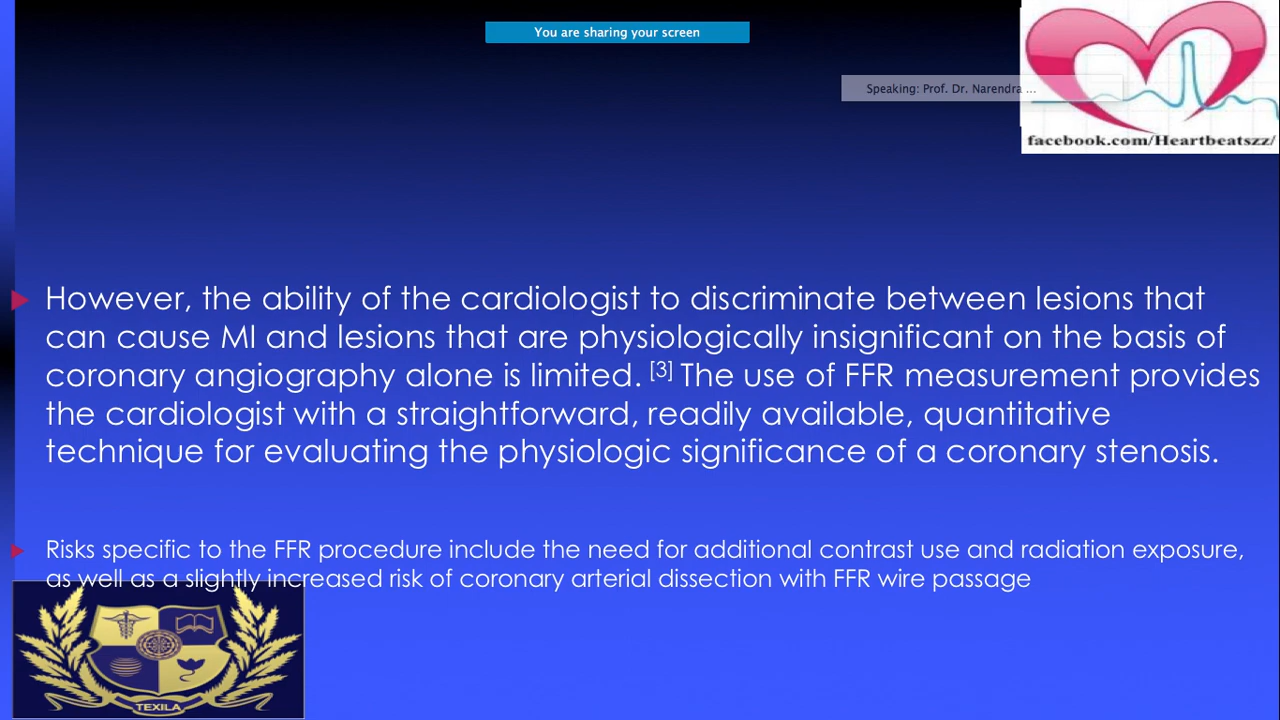 You are sharing your screen
Speaking: Prof. Dr. Narendra ...
facebook.com/Heartbeatszz/
However, the ability of the cardiologist to discriminate between lesions that
can cause MI and lesions that are physiologically insignificant on the basis of
coronary angiography alone is limited. [3] The use of FFR measurement provides
the cardiologist with a straightforward, readily available, quantitative
technique for evaluating the physiologic significance of a coronary stenosis.
Risks specific to the FFR procedure include the need for additional contrast use and radiation exposure,
as well as a slightly increased risk of coronary arterial dissection with FFR wire passage
TEXILA